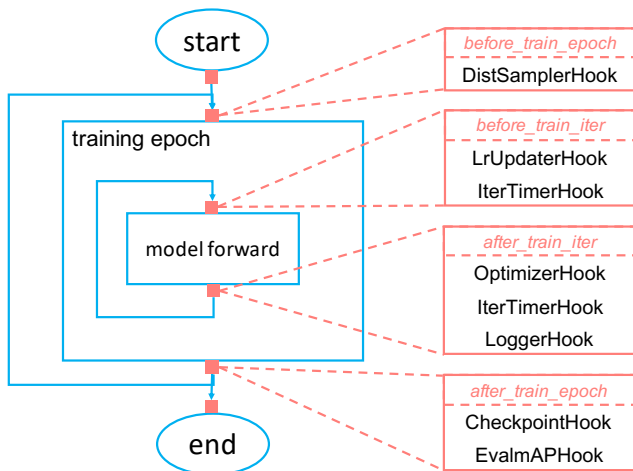 start
training epoch
model forward
end
before_train_epoch
DistSamplerHook
before_train_iter
LrUpdaterHook
IterTimerHook
after_train_iter
OptimizerHook
IterTimerHook
LoggerHook
after_train_epoch
CheckpointHook
EvalmAPHook